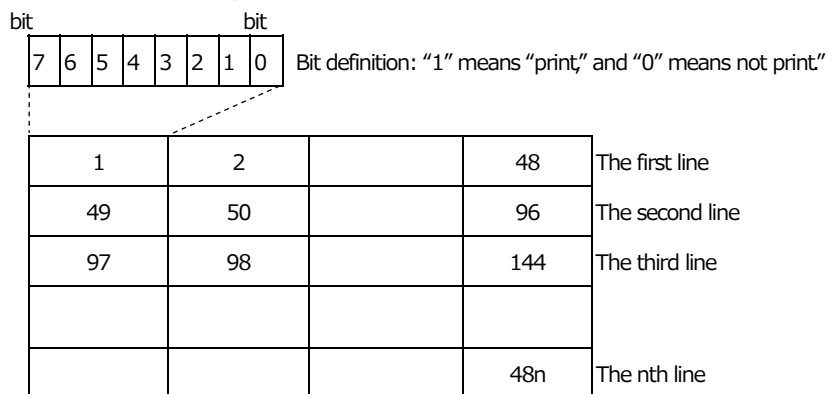 bit bit
7 6 5 4 3 2 1 0 Bit definition: “1” means “print,” and “0” means not print.”
1 2 48 The first line
49 50 96 The second line
97 98 144 The third line
48n The nth line